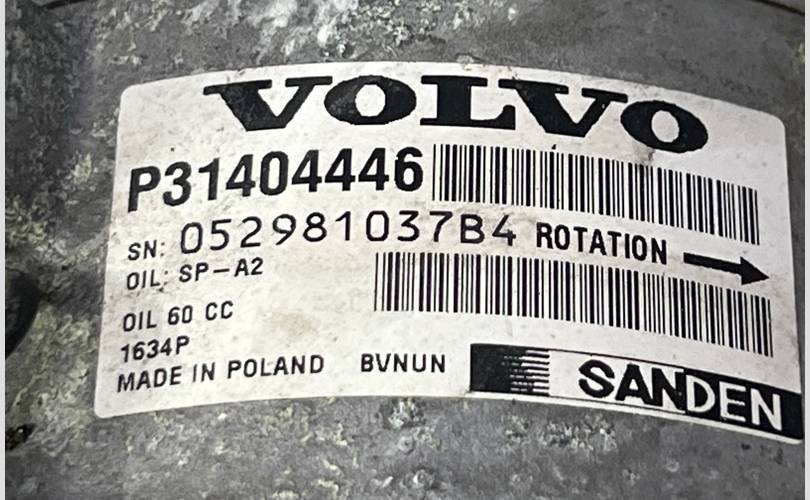 VOLVO
P31404446
SN: 052981037B4 ROTATION
OIL: SP-A2
OIL 60 CC
1634P
MADE IN POLAND BVNUN
SANDEN